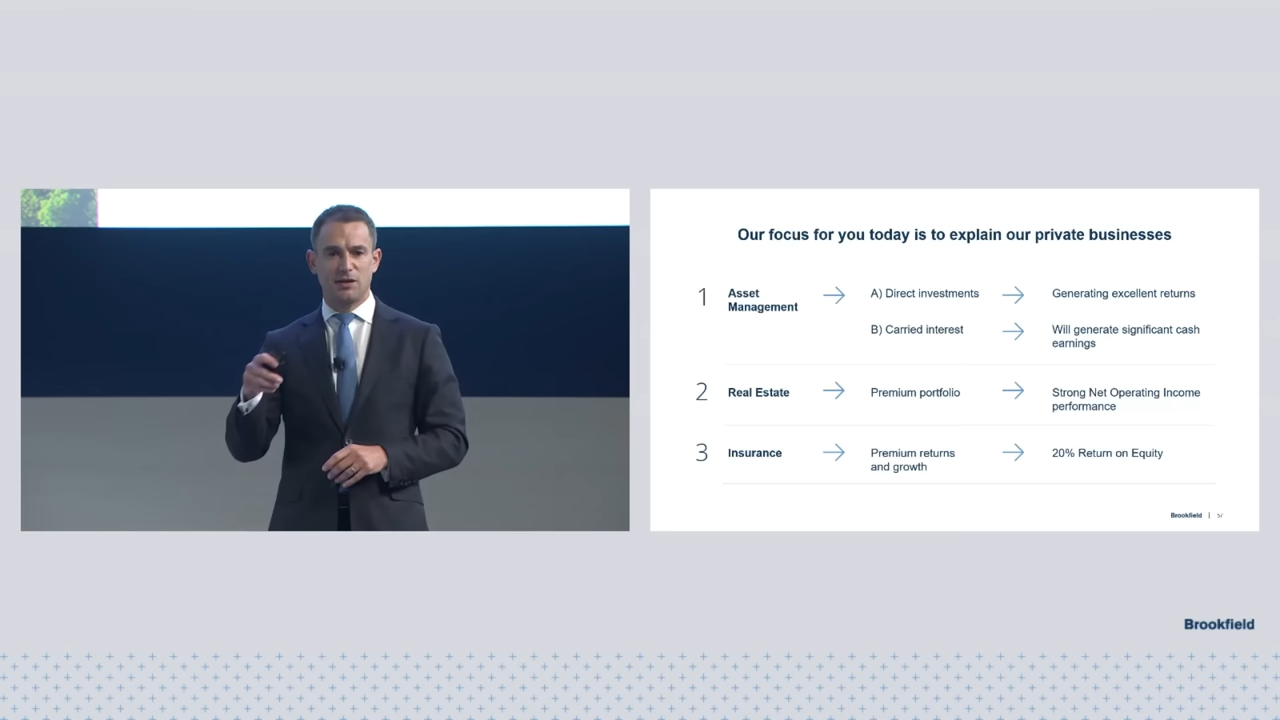 Our focus for you today is to explain our private businesses
1
Asset
Management
A) Direct investments
Generating excellent returns
B) Carried interest
Will generate significant cash
earnings
2
Real Estate
Premium portfolio
Strong Net Operating Income
performance
3
Insurance
Premium returns
and growth
20% Return on Equity
Brookfield |
Brookfield